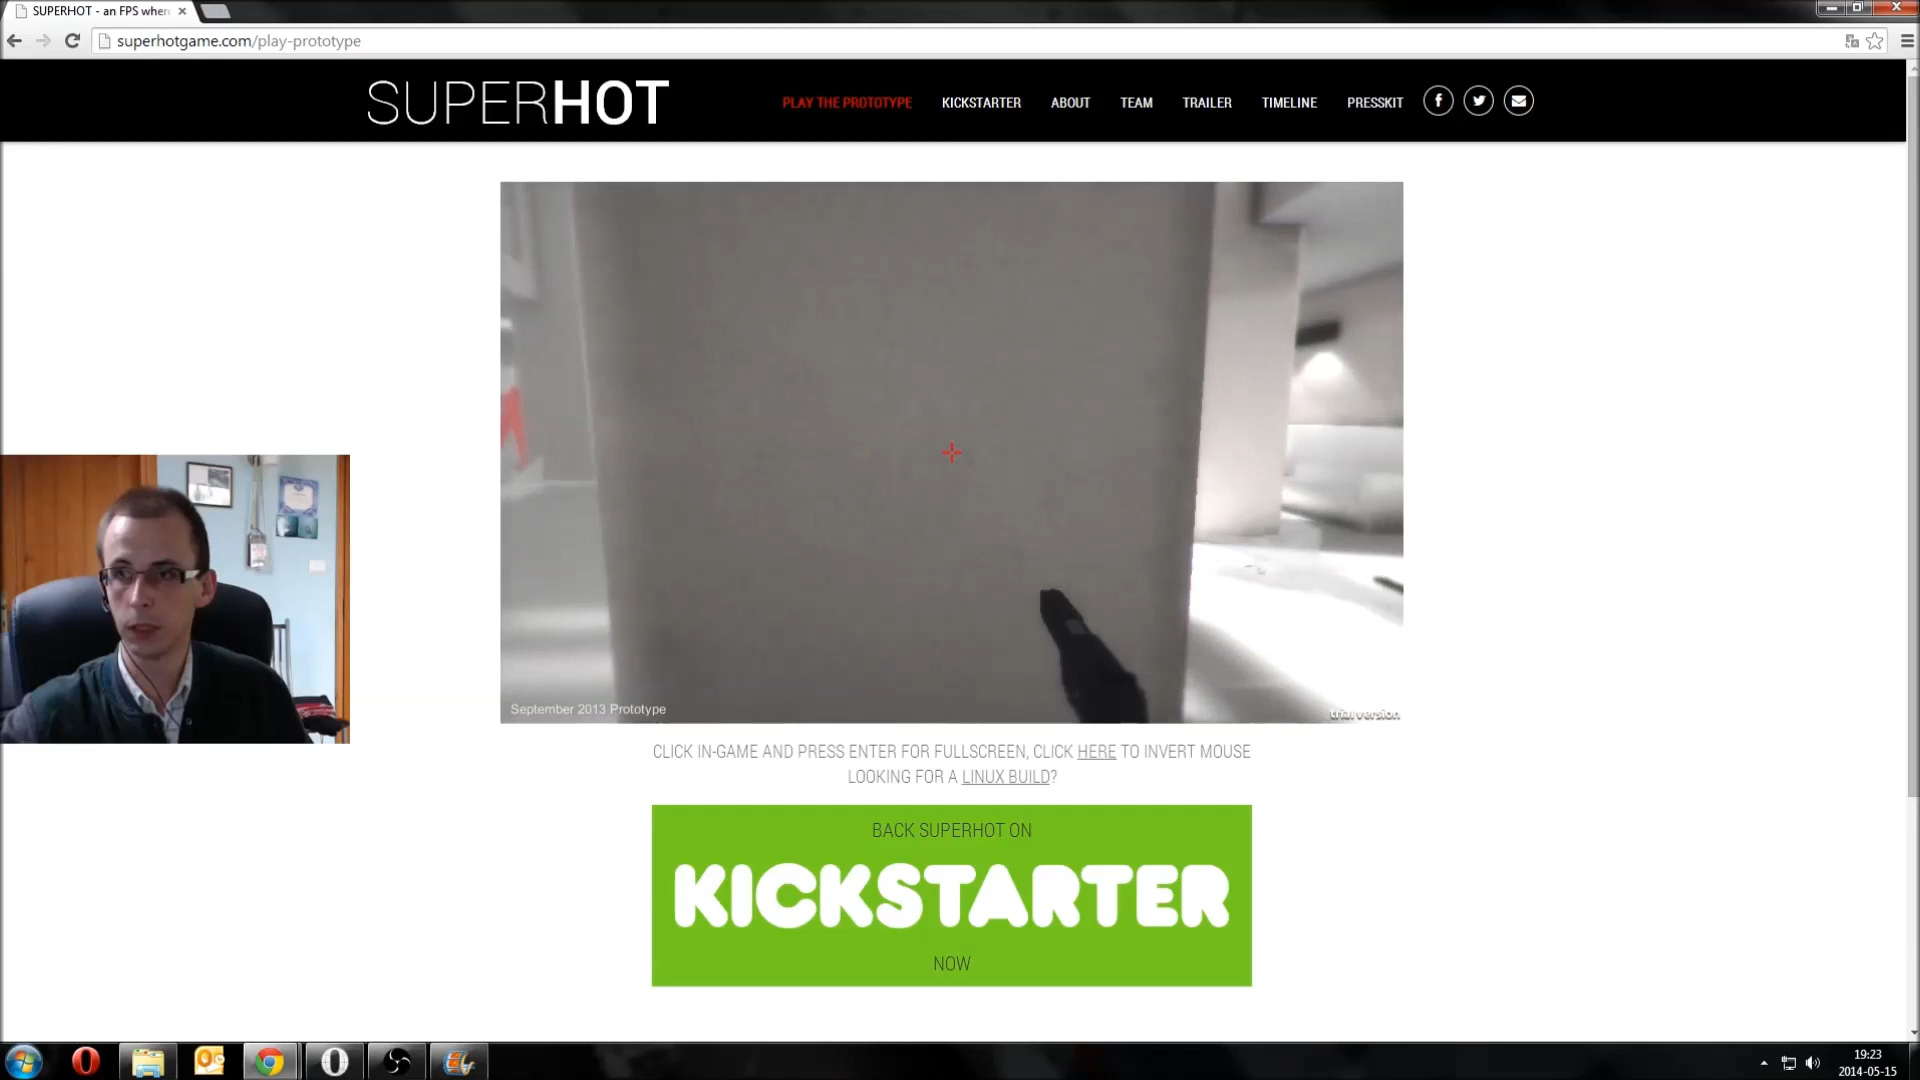 SUPERHOT - an FPS wher
superhotgame.com/play-prototype
SUPERHOT
PLAY THE PROTOTYPE
KICKSTARTER
ABOUT
TEAM
TRAILER
TIMELINE
PRESSKIT
September 2013 Prototype
trial version
CLICK IN-GAME AND PRESS ENTER FOR FULLSCREEN, CLICK HERE TO INVERT MOUSE
LOOKING FOR A LINUX BUILD?
BACK SUPERHOT ON
KICKSTARTER
NOW
19:23
2014-05-15